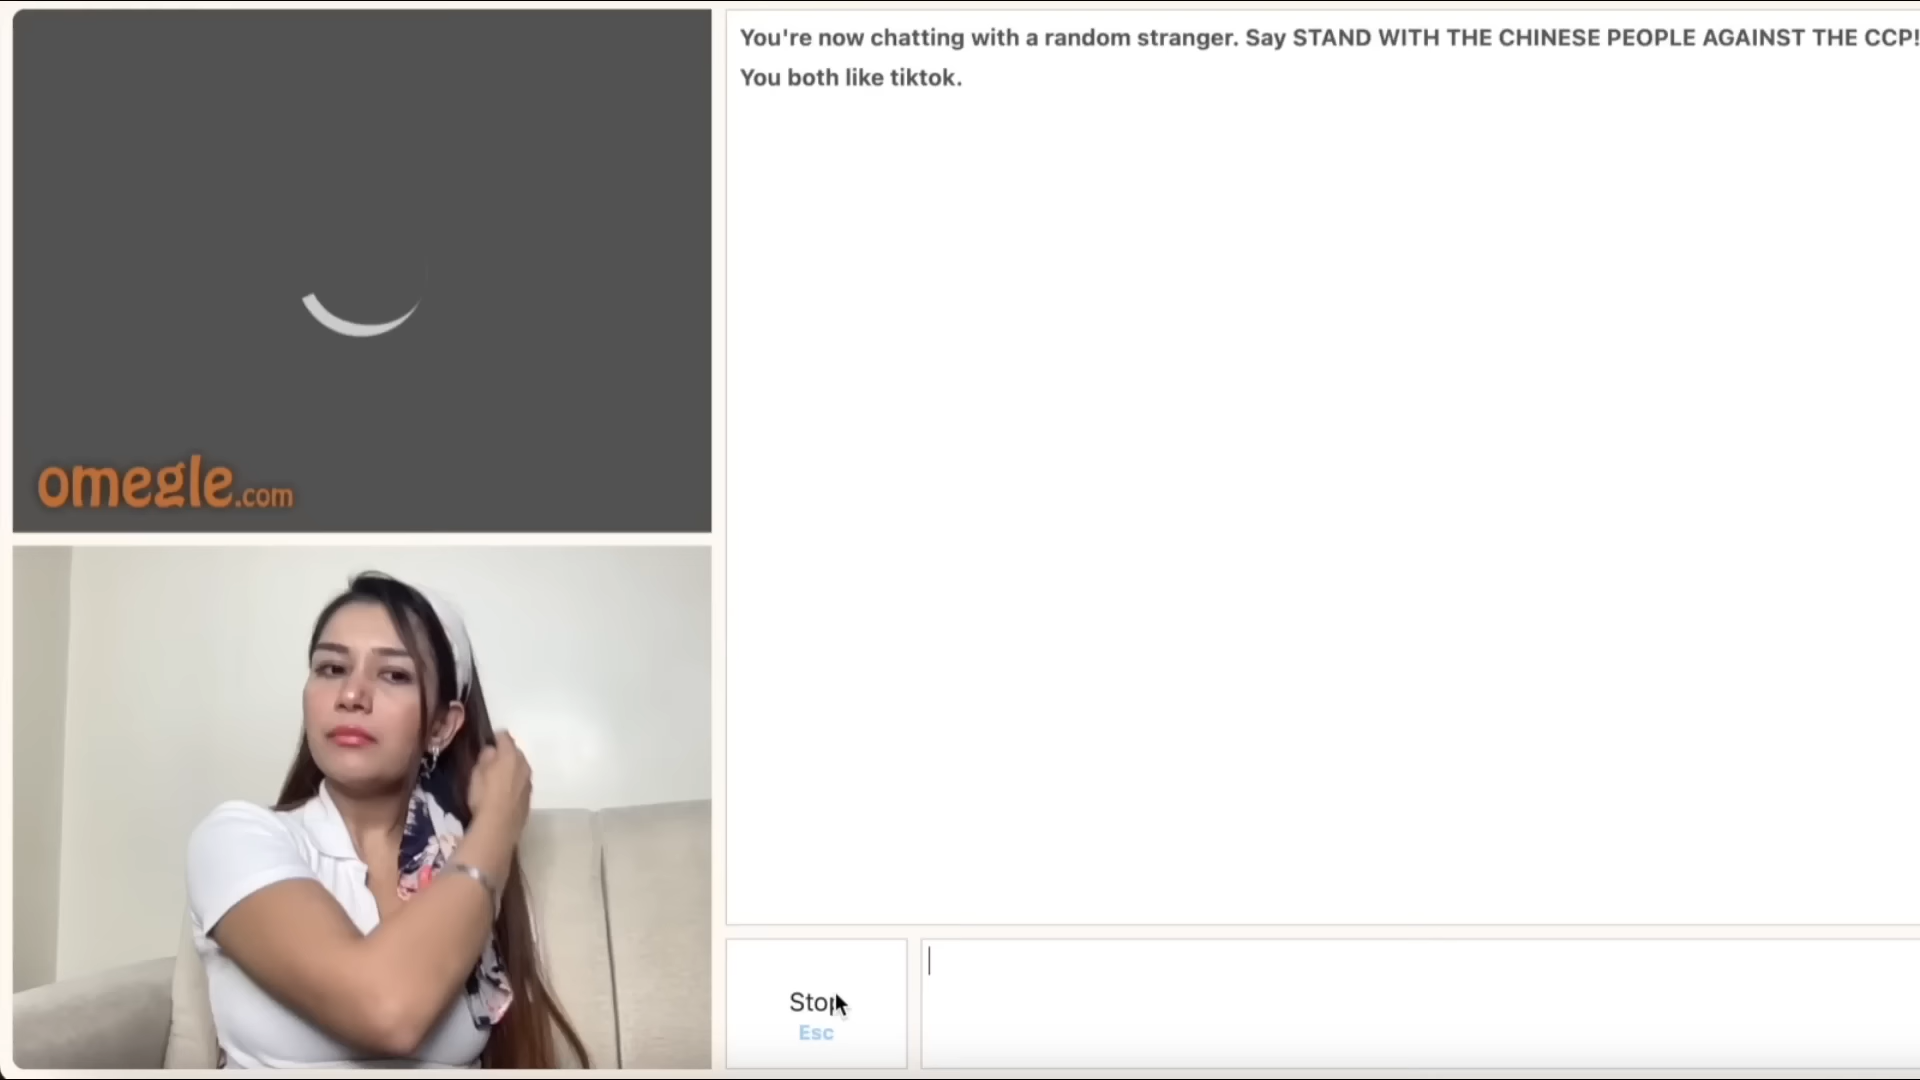 You're now chatting with a random stranger. Say STAND WITH THE CHINESE PEOPLE AGAINST THE CCP!
You both like tiktok.
omegle.com
Stop
Esc